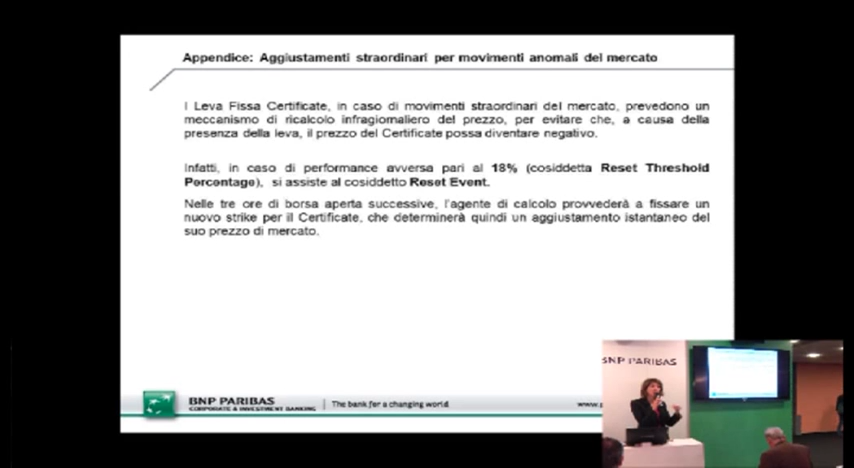 Appendice: Aggiustamenti straordinari per movimenti anomali del mercato
I Leva Fissa Certificate, in caso di movimenti straordinari del mercato, prevedono un
meccanismo di ricalcolo infragiornaliero del prezzo, per evitare che, a causa della
presenza della leva, il prezzo del Certificate possa diventare negativo.
Infatti, in caso di performance avversa pari al 18% (cosiddetta Reset Threshold
Percentage), si assiste al cosiddetto Reset Event.
Nelle tre ore di borsa aperta successive, l'agente di calcolo provvederà a fissare un
nuovo strike per il Certificate, che determinerà quindi un aggiustamento istantaneo del
suo prezzo di mercato.
BNP PARIBAS
CORPORATE & INVESTMENT BANKING
The bank for a changing world
www.p
SNP PARIBAS